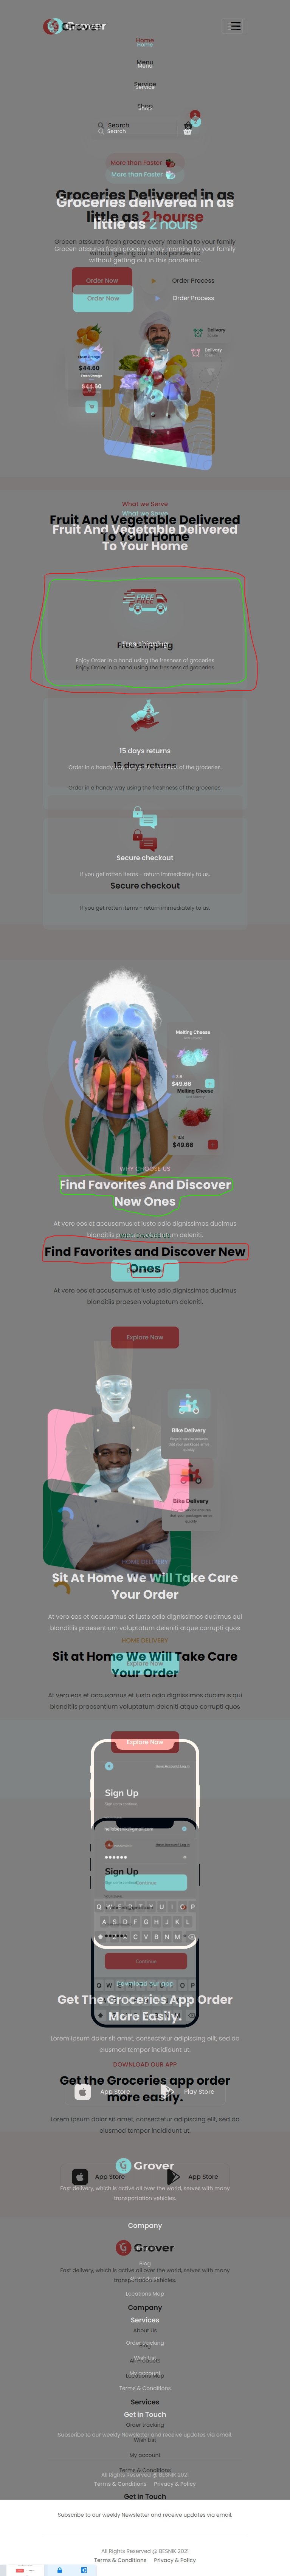 Grover
Home
Home
Menu
Menu
Service
Service
Shop
Shop
Search
Search
More than Faster
More than Faster
Groceries Delivered in as
Groceries delivered in as
little as 2 hourse
little as 2 hours
Grocen atssures fresh grocery every morning to your family
Grocen assures fresh grocery every morning to your family
without getting out in this pandemic.
without getting out in this pandemic.
Order Now
Order Process
Order Now
Order Process
Delivery
Delivery
$44.80
$44.80
What we Serve
What we Serve
Fruit And Vegetable Delivered
Fruit And Vegetable Delivered
To Your Home
To Your Home
FREE
Free shipping
Free shipping
Enjoy Order in a hand using the freshness of groceries
Enjoy Order in a hand using the freshness of groceries
15 days returns
Order in a handy way using the freshness of the groceries.
15 days returns
Order in a handy way using the freshness of the groceries.
Secure checkout
If you get rotten items - return immediately to us.
Secure checkout
If you get rotten items - return immediately to us.
Melting Cheese
3.8
$49.66
Melting Cheese
3.8
$49.66
WHY CHOOSE US
Find Favorites And Discover
New Ones
At vero eos et accusamus et iusto odio dignissimos ducimus qui
blanditiis praesentium voluptatum deleniti.
Find Favorites and Discover New
Ones
At vero eos et accusamus et iusto odio dignissimos ducimus qui
blanditiis praesen voluptatum deleniti.
Explore Now
Bike Delivery
Bike Delivery
HOME DELIVERY
Sit At Home We Will Take Care
Your Order
At vero eos et accusamus et iusto odio dignissimos ducimus qui
blanditiis praesentium voluptatum deleniti atque corrupti quos
HOME DELIVERY
Sit at Home We Will Take Care
Explore Now
Your Order
At vero eos et accusamus et iusto odio dignissimos ducimus qui
blanditiis praesentium voluptatum deleniti atque corrupti quos
Explore Now
Sign Up
Sign Up
Continue
Q W E R T Y U I O P
A S D F G H J K L
Z X C V B N M
Continue
Get The Groceries App Order
More Easily.
Lorem ipsum dolor sit amet, consectetur adipiscing elit, sed do
eiusmod tempor incididunt ut.
DOWNLOAD OUR APP
Get the Groceries app order
more easily.
App Store
Play Store
Lorem ipsum dolor sit amet, consectetur adipiscing elit, sed do
eiusmod tempor incididunt ut.
Grover
App Store
App Store
Fast delivery, which is active all over, works with many
transportation vehicles.
Company
Grover
Blog
Fast delivery, which is active all over, works with many
All Products
transportation vehicles.
Locations Map
Company
Services
About Us
Order tracking
Blog
Wish List
All Products
My account
Locations Map
Terms & Conditions
Services
Get in Touch
Order tracking
Subscribe to our weekly Newsletter and receive updates via email.
Wish List
My account
Terms & Conditions
All Rights Reserved @ BESNIK 2021
Terms & Conditions Privacy & Policy
Get in Touch
Subscribe to our weekly Newsletter and receive updates via email.
All Rights Reserved @ BESNIK 2021
Terms & Conditions Privacy & Policy